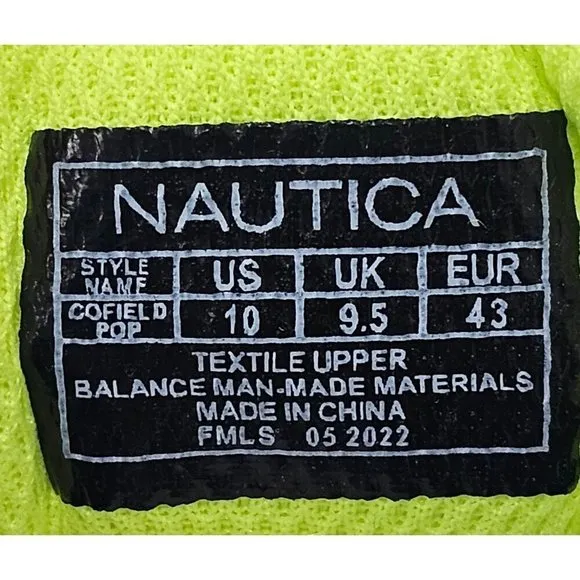 NAUTICA
STYLE NAME US UK EUR
COFIELD POP 10 9.5 43
TEXTILE UPPER
BALANCE MAN-MADE MATERIALS
MADE IN CHINA
FMLS 05 2022